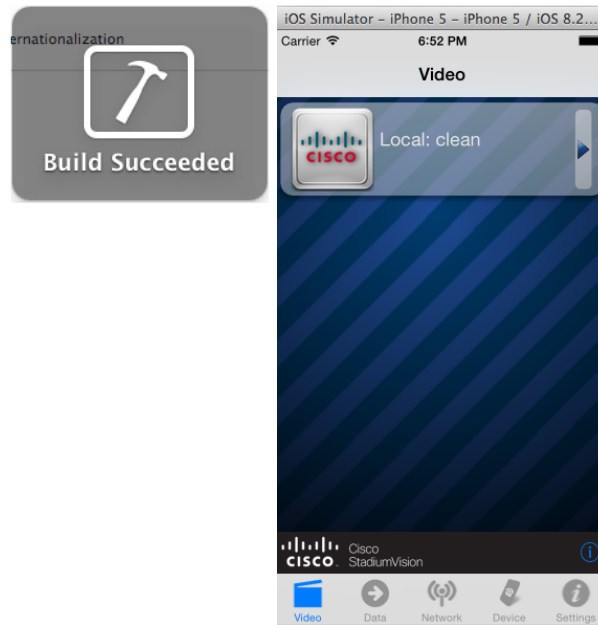 ernationalization
Build Succeeded
iOS Simulator – iPhone 5 – iPhone 5 / iOS 8.2...
Carrier 6:52 PM
Video
CISCO
Local: clean
CISCO.
Cisco
StadiumVision
Video Data Network Device Settings